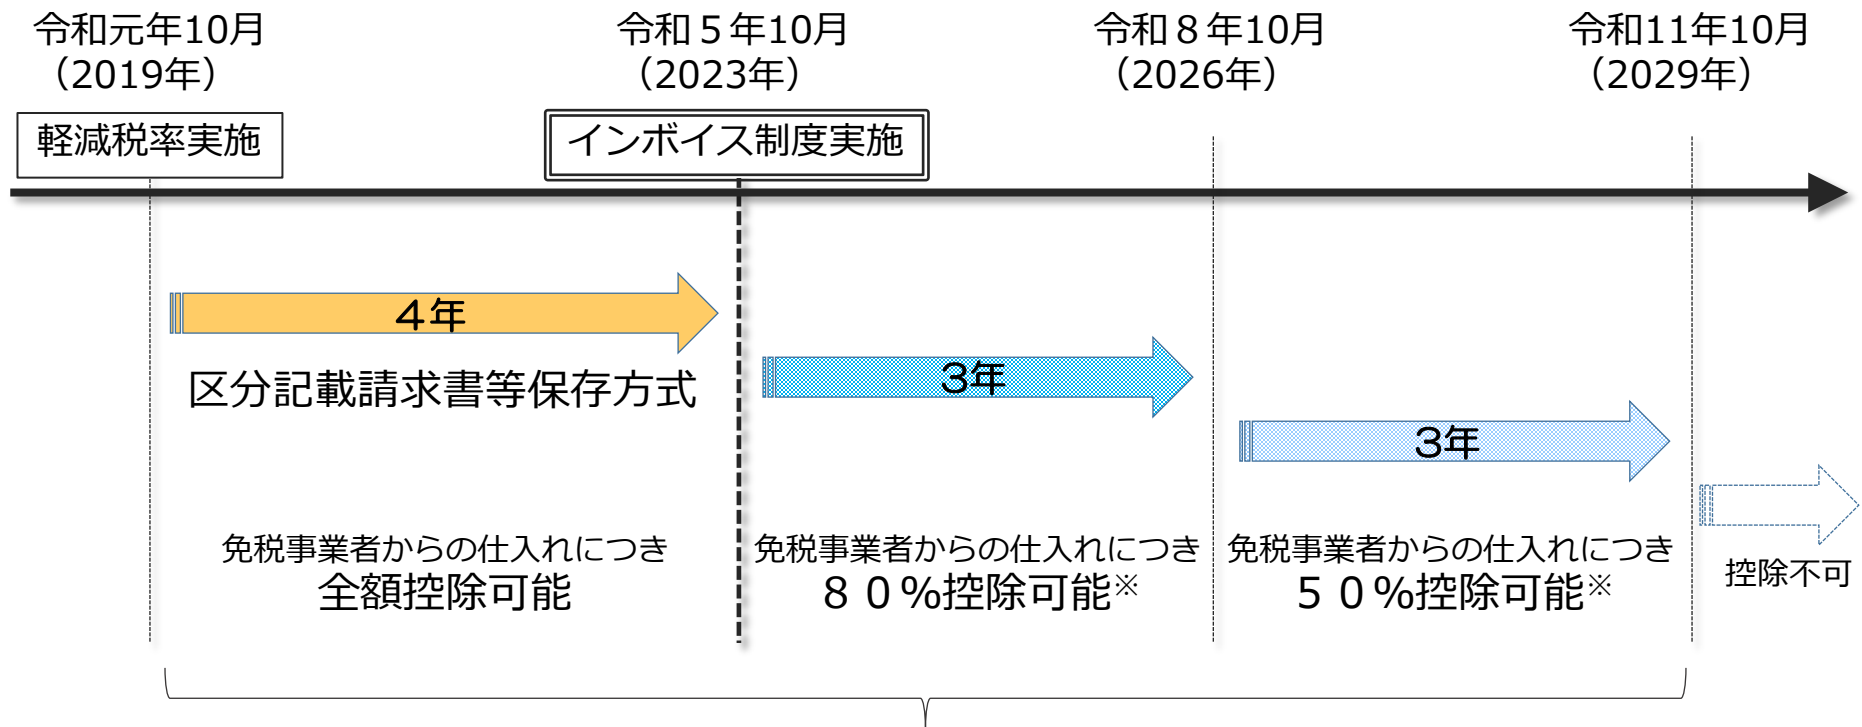 令和元年10月
（2019年）
令和５年10月
（2023年）
令和８年10月
（2026年）
令和11年10月
（2029年）
軽減税率実施
インボイス制度実施
４年
区分記載請求書等保存方式
３年
３年
免税事業者からの仕入れにつき
全額控除可能
免税事業者からの仕入れにつき
８０%控除可能※
免税事業者からの仕入れにつき
５０%控除可能※
控除不可